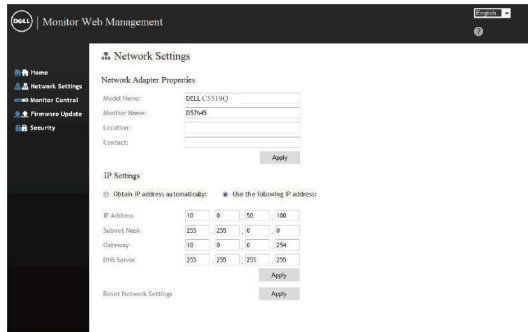 DELL
Monitor Web Management
English
?
Home
Network Settings
Monitor Control
Firmware Update
Security
Network Settings
Network Adapter Properties
Model Name: DELL C5519Q
Monitor Name: D57645
Location:
Contact:
Apply
IP Settings
Obtain IP address automatically: Use the following IP address:
IP Address 10 . 0 . 50 . 100
Subnet Mask 255 . 255 . 0 . 0
Gateway 10 . 0 . 0 . 254
DNS Server 255 . 255 . 255 . 255
Apply
Reset Network Settings Apply